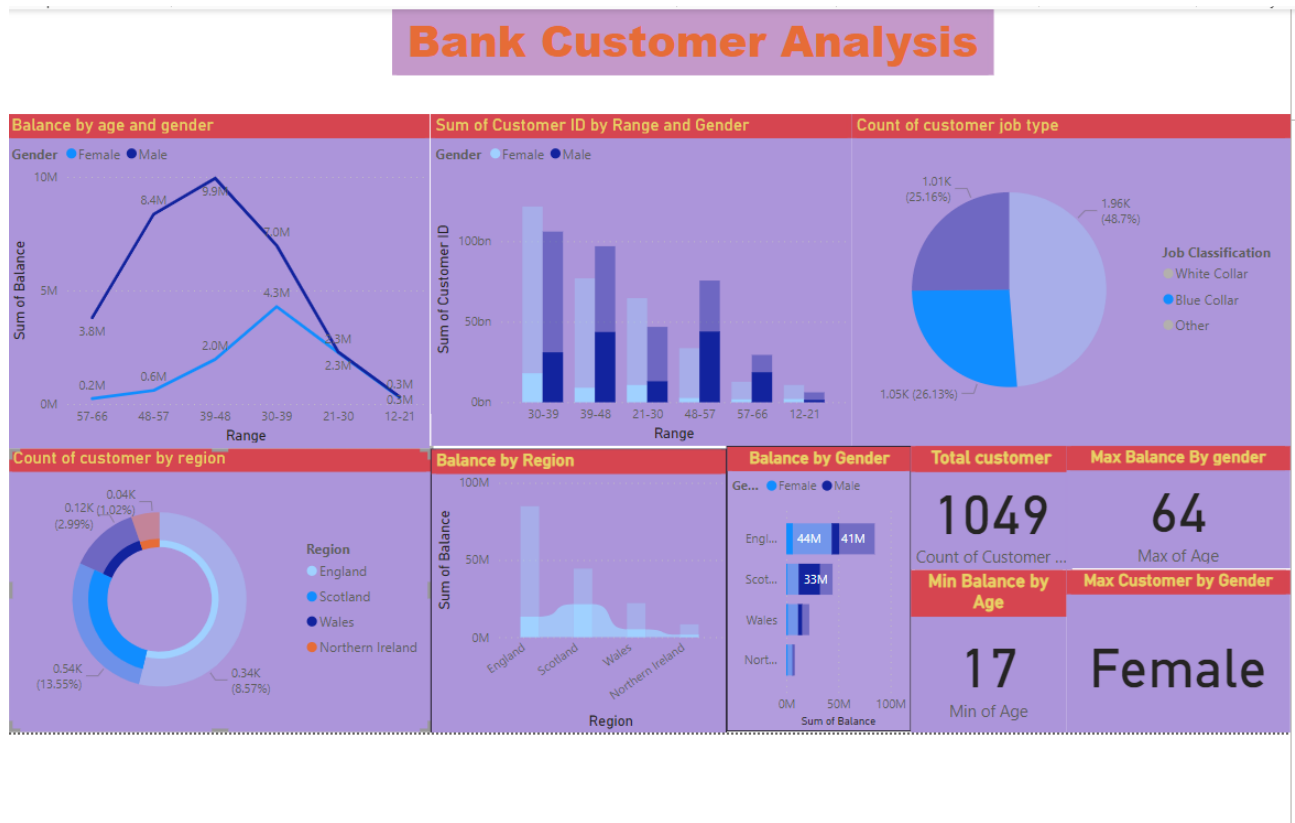 Bank Customer Analysis
Balance by age and gender
Gender Female Male
10M
5M
0M
Sum of Balance
3.8M
8.4M
9.9M
7.0M
2.3M
0.3M
0.2M
0.6M
2.0M
4.3M
2.3M
0.3M
57-66 48-57 39-48 30-39 21-30 12-21
Range
Sum of Customer ID by Range and Gender
Gender Female Male
100bn
50bn
0bn
Sum of Customer ID
30-39 39-48 21-30 48-57 57-66 12-21
Range
Count of customer job type
1.01K
(25.16%)
1.96K
(48.7%)
1.05K (26.13%)
Job Classification
White Collar
Blue Collar
Other
Count of customer by region
0.04K
(1.02%)
0.12K
(2.99%)
0.54K
(13.55%)
0.34K
(8.57%)
Region
England
Scotland
Wales
Northern Ireland
Balance by Region
100M
50M
0M
Sum of Balance
England Scotland Wales Northern Ireland
Region
Balance by Gender
Ge... Female Male
Engl... 44M 41M
Scot... 33M
Wales
Nort...
0M 50M 100M
Sum of Balance
Total customer
1049
Count of Customer ...
Max Balance By gender
64
Max of Age
Min Balance by
Age
17
Min of Age
Max Customer by Gender
Female